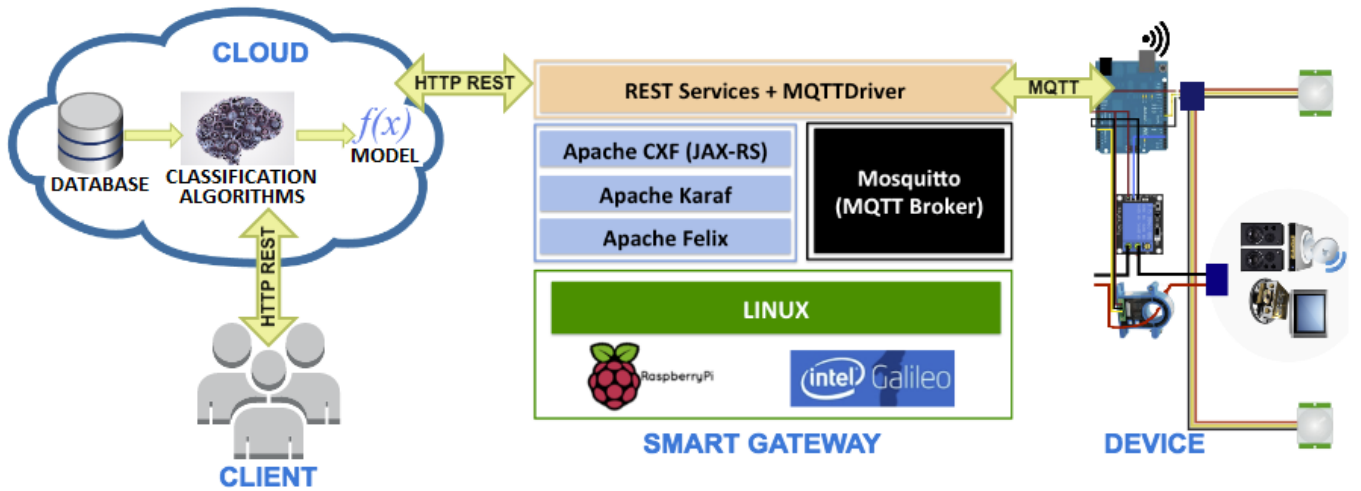 CLOUD
DATABASE
CLASSIFICATION
ALGORITHMS
f(x)
MODEL
HTTP REST
HTTP REST
CLIENT
REST Services + MQTTDriver
Apache CXF (JAX-RS)
Apache Karaf
Apache Felix
Mosquitto
(MQTT Broker)
LINUX
RaspberryPi
intel Galileo
SMART GATEWAY
MQTT
DEVICE